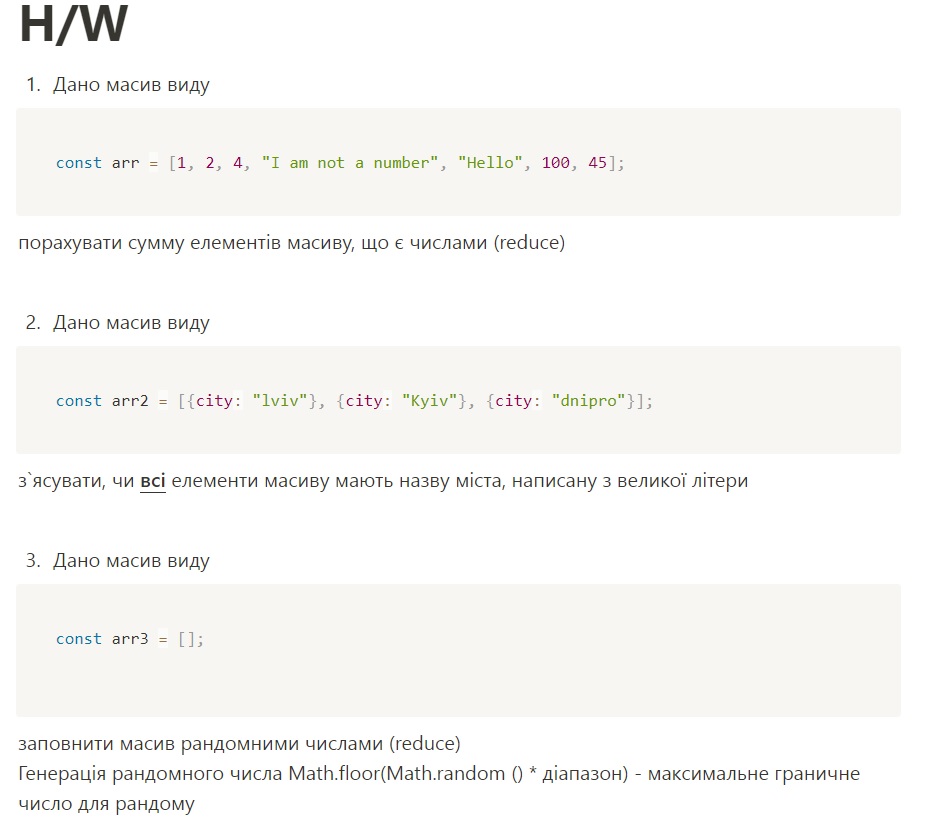 H/W
1. Дано масив виду
const arr = [1, 2, 4, "I am not a number", "Hello", 100, 45];
порахувати сумму елементів масиву, що є числами (reduce)
2. Дано масив виду
const arr2 = [{city: "lviv"}, {city: "Kyiv"}, {city: "dnipro"}];
з`ясувати, чи всі елементи масиву мають назву міста, написану з великої літери
3. Дано масив виду
const arr3 = [];
заповнити масив рандомними числами (reduce)
Генерація рандомного числа Math.floor(Math.random () * діапазон) - максимальне граничне
число для рандому